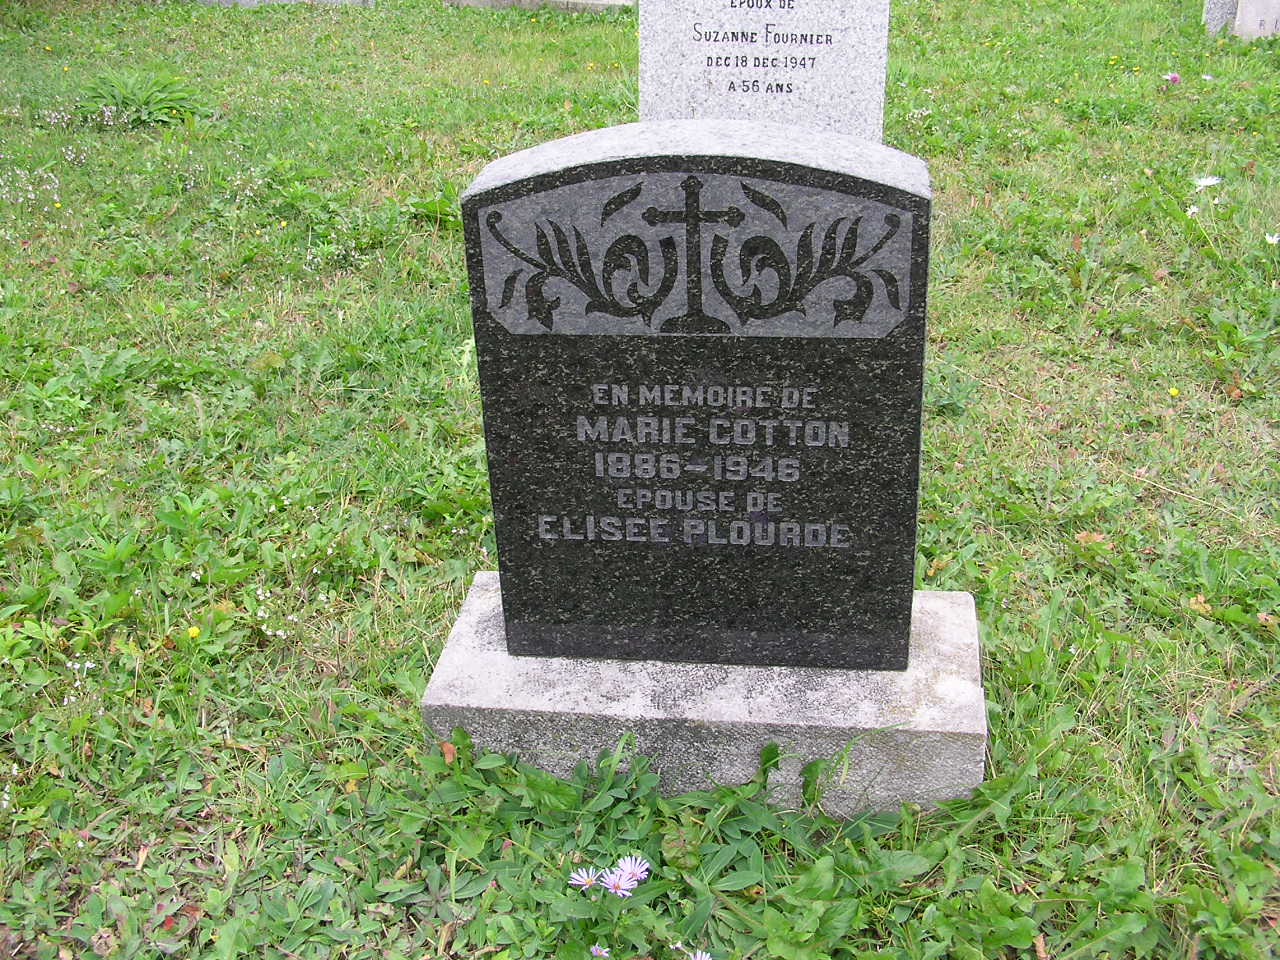 EPOUX DE
SUZANNE FOURNIER
DEC 18 DEC 1947
A 56 ANS
EN MEMOIRE DE
MARIE COTTON
1886-1946
EPOUSE DE
ELISEE PLOURDE